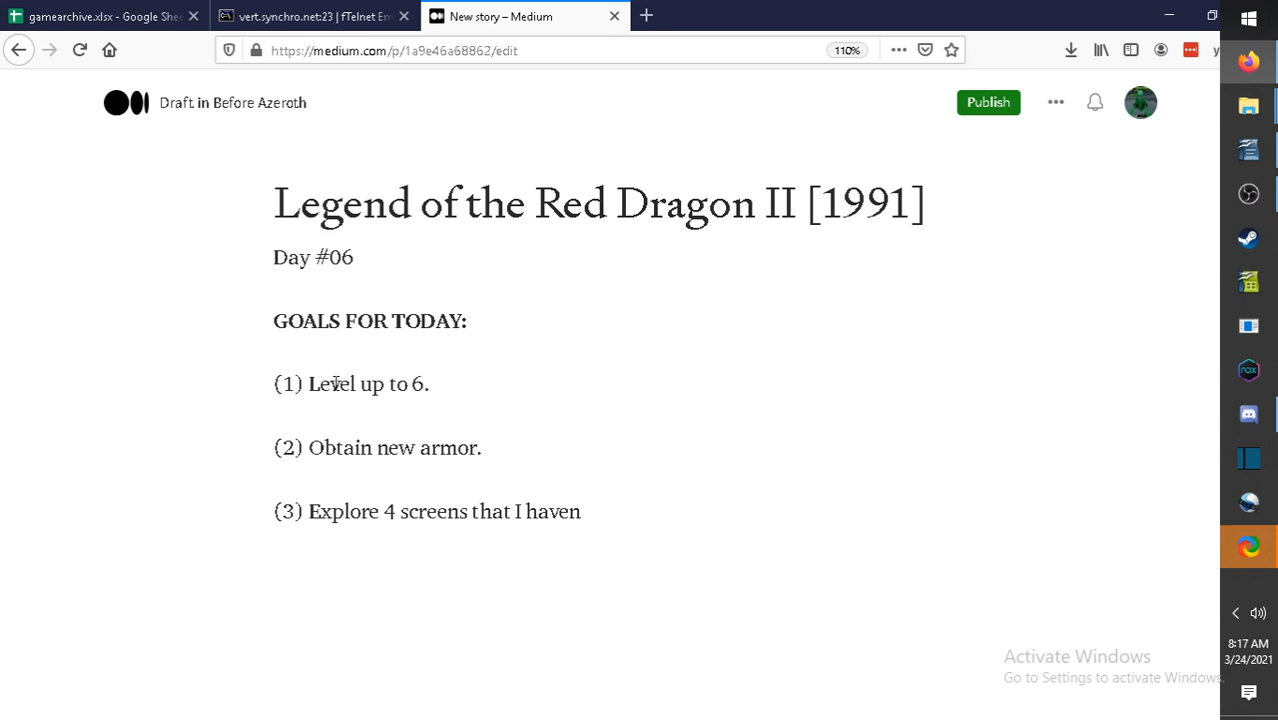 gamearchive.xlsx - Google Shee
vert.synchro.net:23 | fTelnet Em
New story – Medium
https://medium.com/p/1a9e46a68862/edit
110%
Draft in Before Azeroth
Publish
Legend of the Red Dragon II [1991]
Day #06
GOALS FOR TODAY:
(1) Level up to 6.
(2) Obtain new armor.
(3) Explore 4 screens that I haven
Activate Windows
Go to Settings to activate Windows.
nox
8:17 AM
3/24/2021